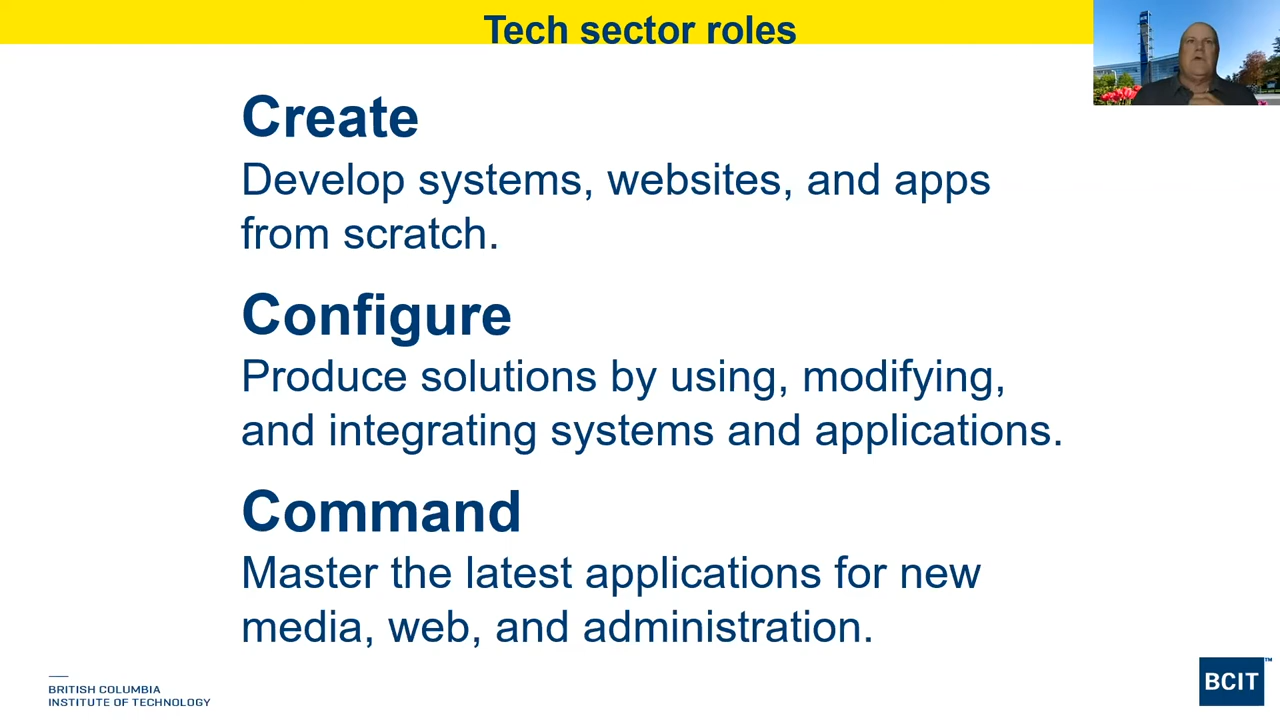 Tech sector roles
Create
Develop systems, websites, and apps
from scratch.
Configure
Produce solutions by using, modifying,
and integrating systems and applications.
Command
Master the latest applications for new
media, web, and administration.
BRITISH COLUMBIA
INSTITUTE OF TECHNOLOGY
BCIT™